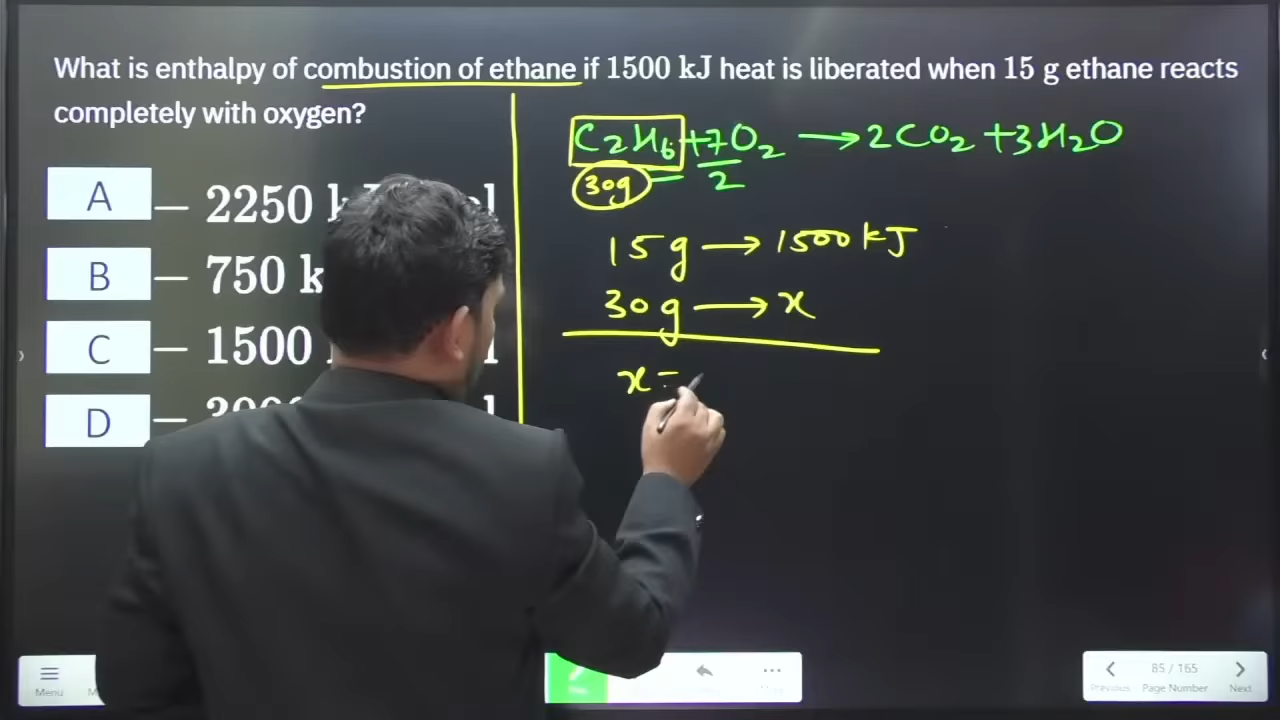 What is enthalpy of combustion of ethane if 1500 kJ heat is liberated when 15 g ethane reacts
completely with oxygen?
A − 2250
B − 750
C − 1500
D −
C₂H₆ + 7/2 O₂ → 2CO₂ + 3H₂O
30g
15g → 1500 kJ
30g → x
x =
Menu
85 / 165
Previous Page Number Next